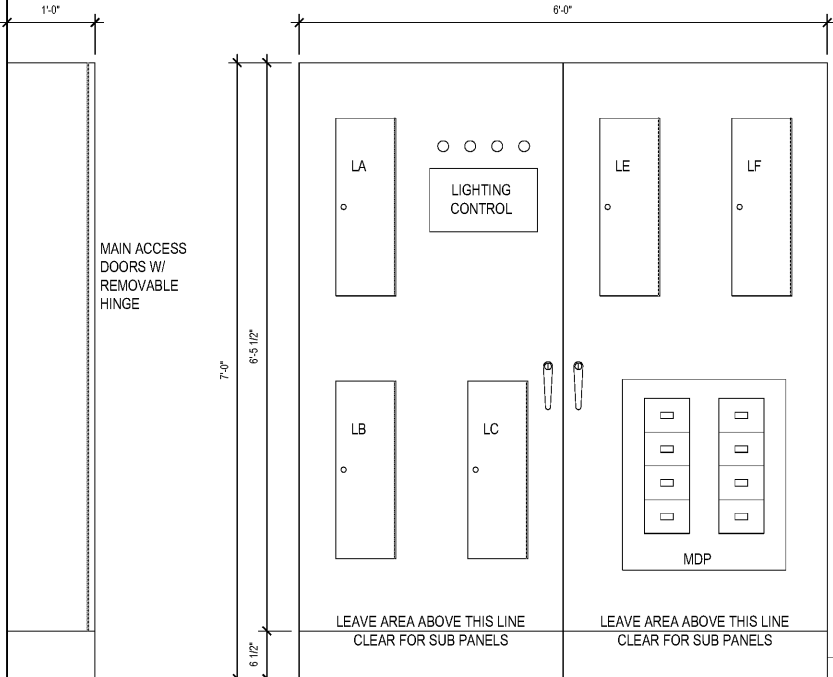 1'-0"
6'-0"
LA
LIGHTING
CONTROL
LE
LF
MAIN ACCESS
DOORS W/
REMOVABLE
HINGE
7'-0"
6'-5 1/2"
LB
LC
MDP
LEAVE AREA ABOVE THIS LINE
CLEAR FOR SUB PANELS
LEAVE AREA ABOVE THIS LINE
CLEAR FOR SUB PANELS
6 1/2"